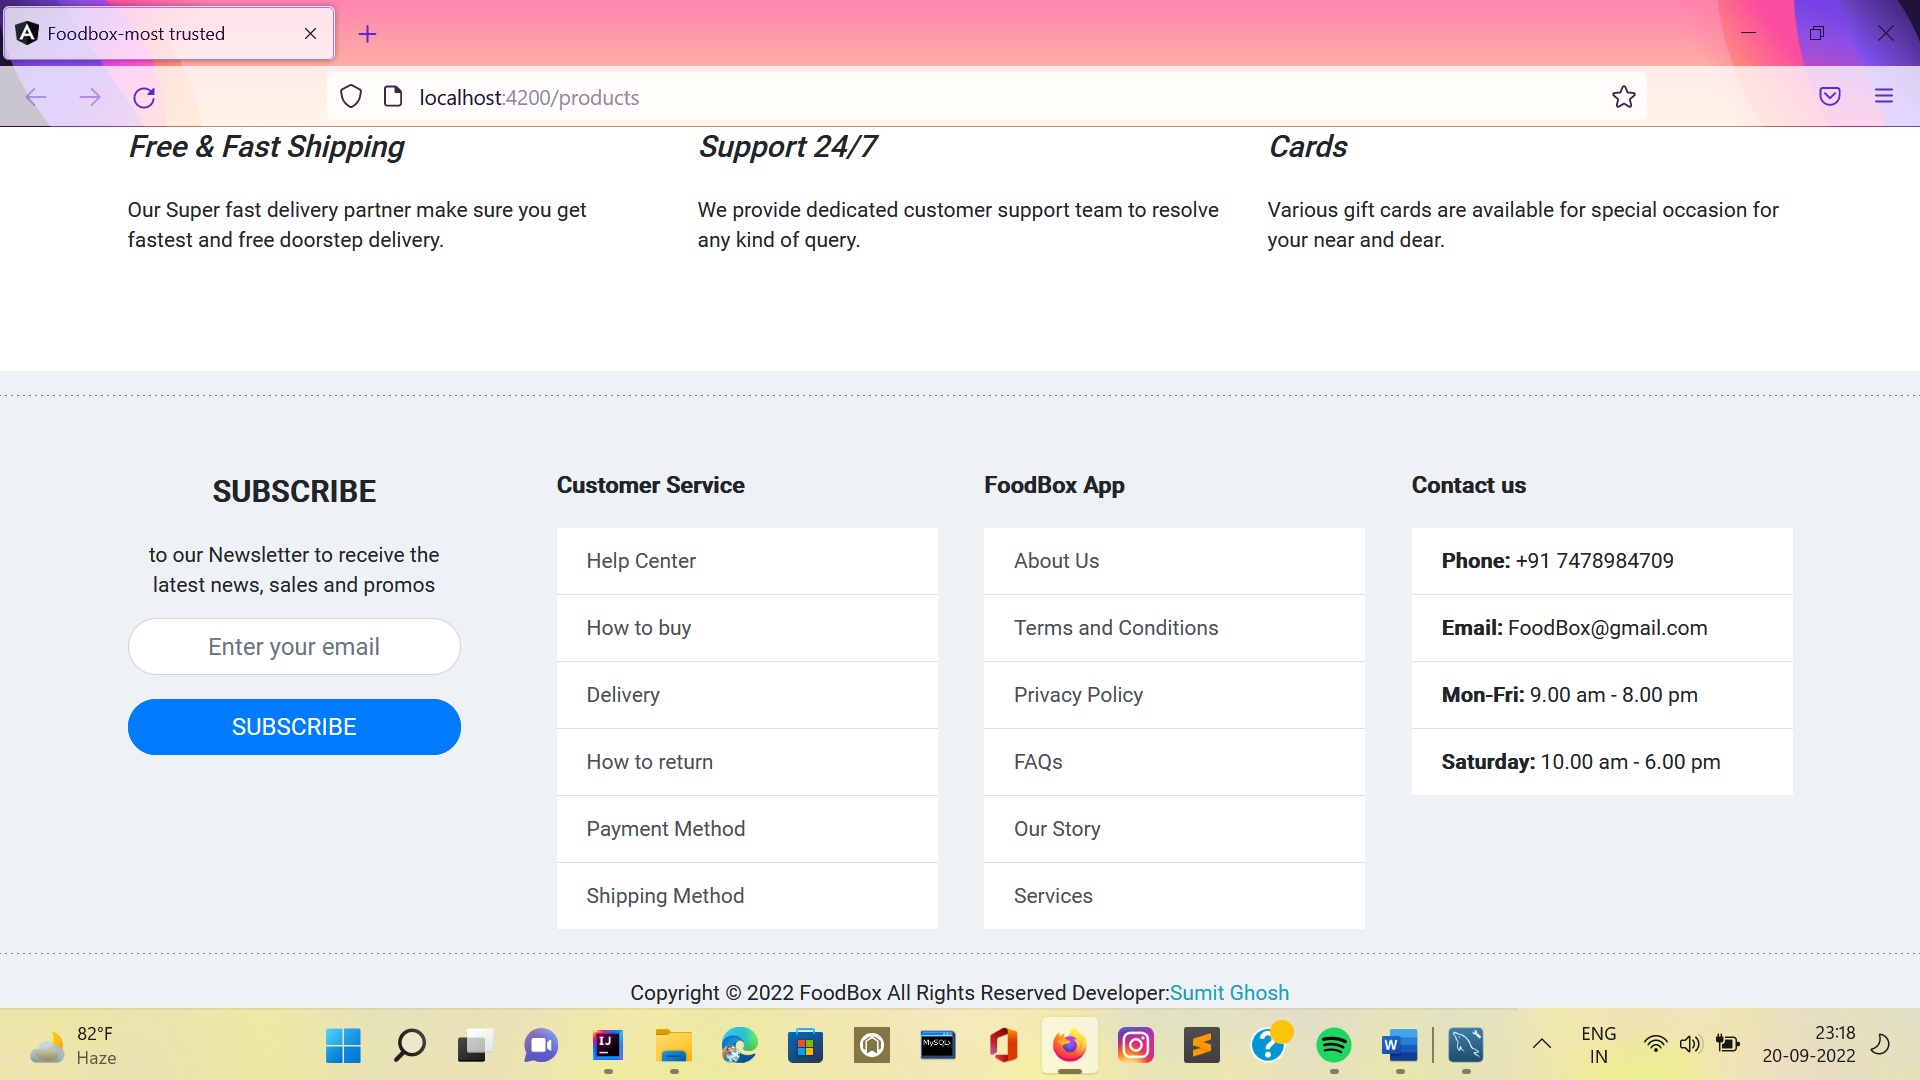 Foodbox-most trusted
localhost:4200/products
Free & Fast Shipping
Our Super fast delivery partner make sure you get
fastest and free doorstep delivery.
Support 24/7
We provide dedicated customer support team to resolve
any kind of query.
Cards
Various gift cards are available for special occasion for
your near and dear.
SUBSCRIBE
to our Newsletter to receive the
latest news, sales and promos
Enter your email
SUBSCRIBE
Customer Service
Help Center
How to buy
Delivery
How to return
Payment Method
Shipping Method
FoodBox App
About Us
Terms and Conditions
Privacy Policy
FAQs
Our Story
Services
Contact us
Phone: +91 7478984709
Email: FoodBox@gmail.com
Mon-Fri: 9.00 am - 8.00 pm
Saturday: 10.00 am - 6.00 pm
Copyright © 2022 FoodBox All Rights Reserved Developer:Sumit Ghosh
82°F
Haze
IJ
MySQL>
S
?
W
ENG
IN
23:18
20-09-2022